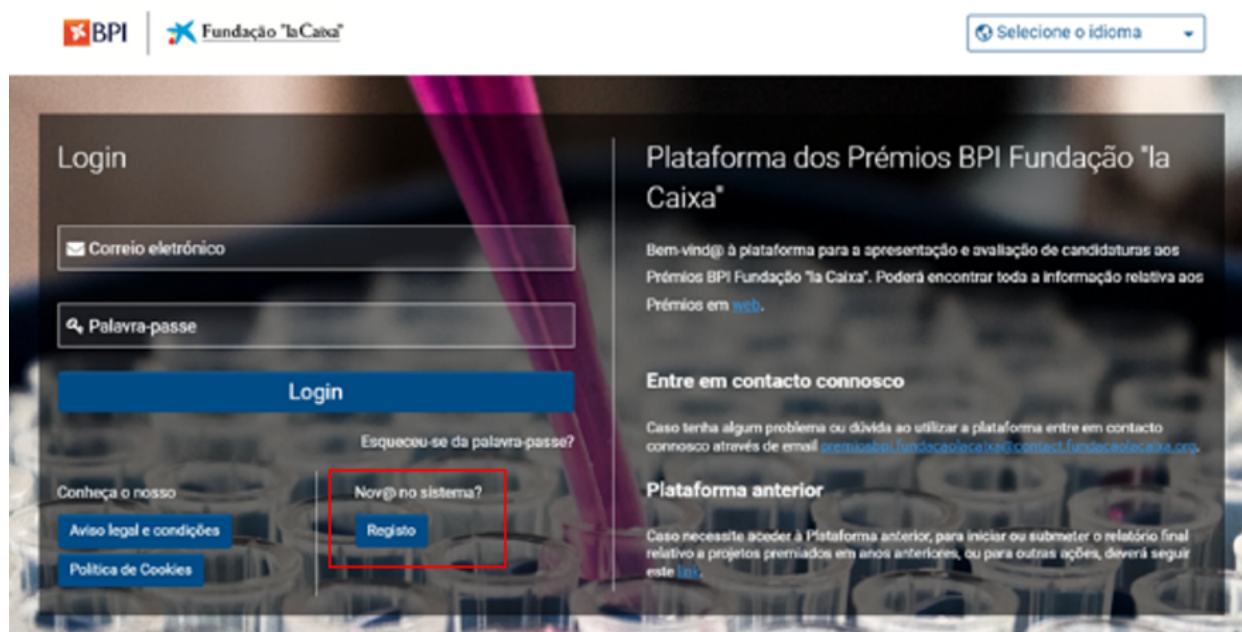 BPI
Fundação "la Caixa"
Selecione o idioma
Login
Correio eletrónico
Palavra-passe
Login
Esqueceu-se da palavra-passe?
Conheça o nosso
Aviso legal e condições
Política de Cookies
Nov@ no sistema?
Registo
Plataforma dos Prémios BPI Fundação "la
Caixa"
Bem-vind@ à plataforma para a apresentação e avaliação de candidaturas aos
Prémios BPI Fundação "la Caixa". Poderá encontrar toda a informação relativa aos
Prémios em web.
Entre em contacto connosco
Caso tenha algum problema ou dúvida ao utilizar a plataforma entre em contacto
connosco através de email premiosbpi.fundacaolacaixa@contact.fundacaolacaixa.org.
Plataforma anterior
Caso necessite aceder à Plataforma anterior, para iniciar ou submeter o relatório final
relativo a projetos premiados em anos anteriores, ou para outras ações, deverá seguir
este link.